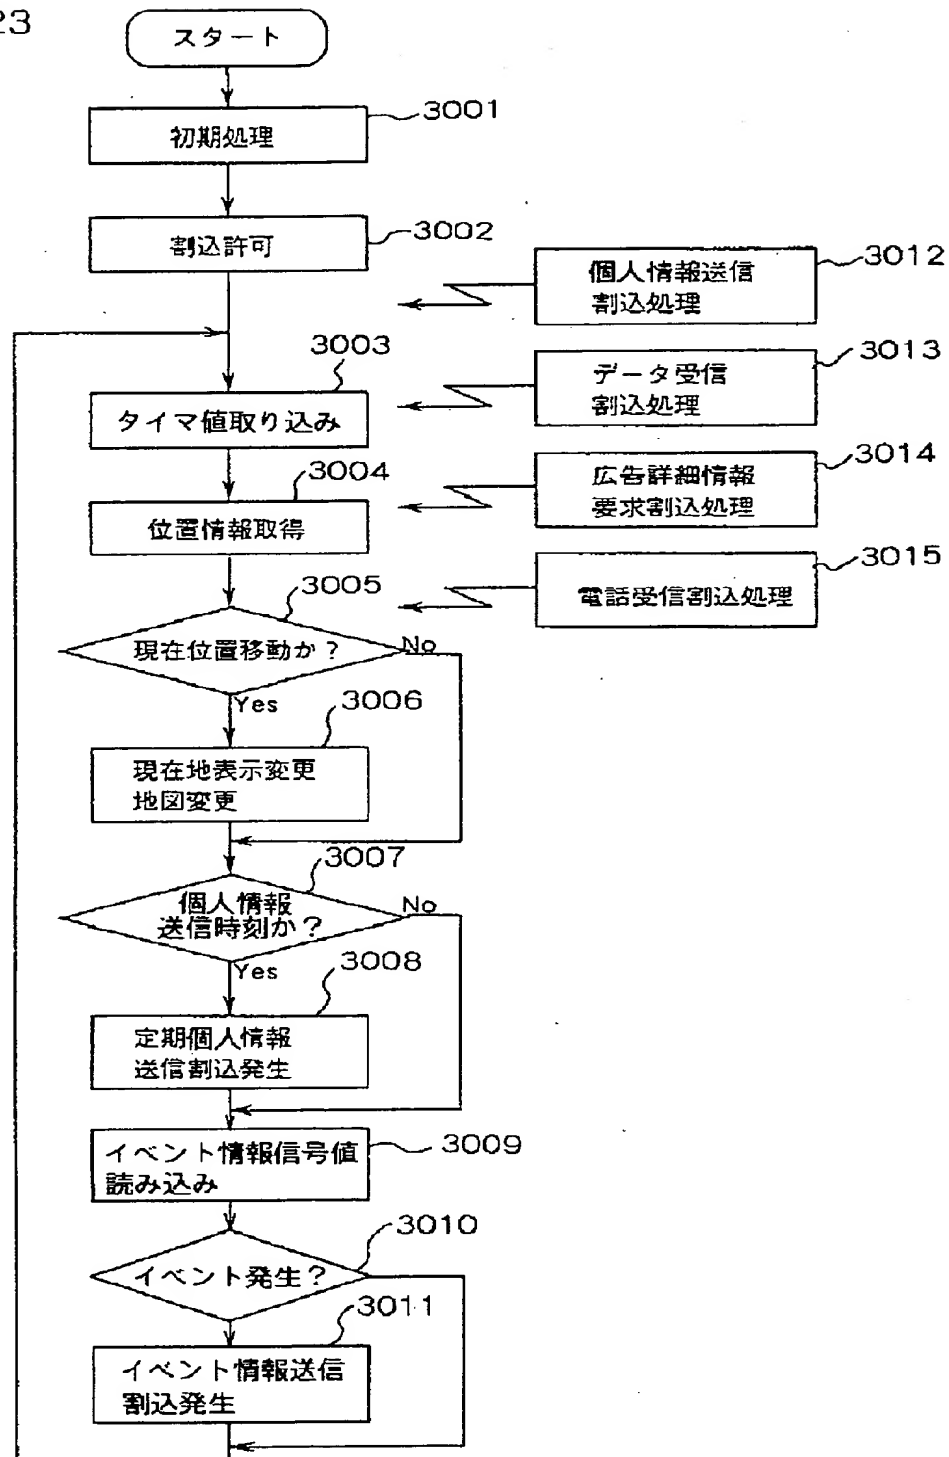 23
スタート
3001
初期処理
3002
割込許可
3012
個人情報送信
割込処理
3003
タイマ値取り込み
3013
データ受信
割込処理
3004
位置情報取得
3014
広告詳細情報
要求割込処理
3015
電話受信割込処理
3005
現在位置移動か?
No
Yes
3006
現在地表示変更
地図変更
3007
個人情報
送信時刻か?
No
Yes
3008
定期個人情報
送信割込発生
3009
イベント情報信号値
読み込み
3010
イベント発生?
3011
イベント情報送信
割込発生